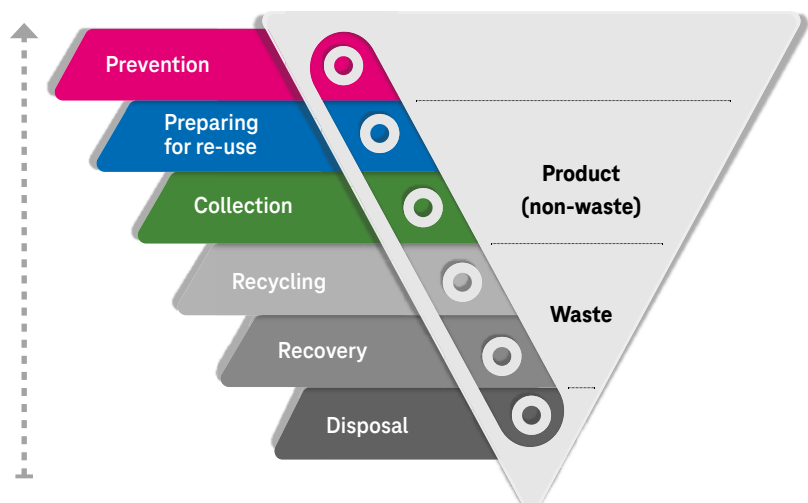 Prevention
Preparing
for re-use
Collection
Product
(non-waste)
Recycling
Waste
Recovery
Disposal